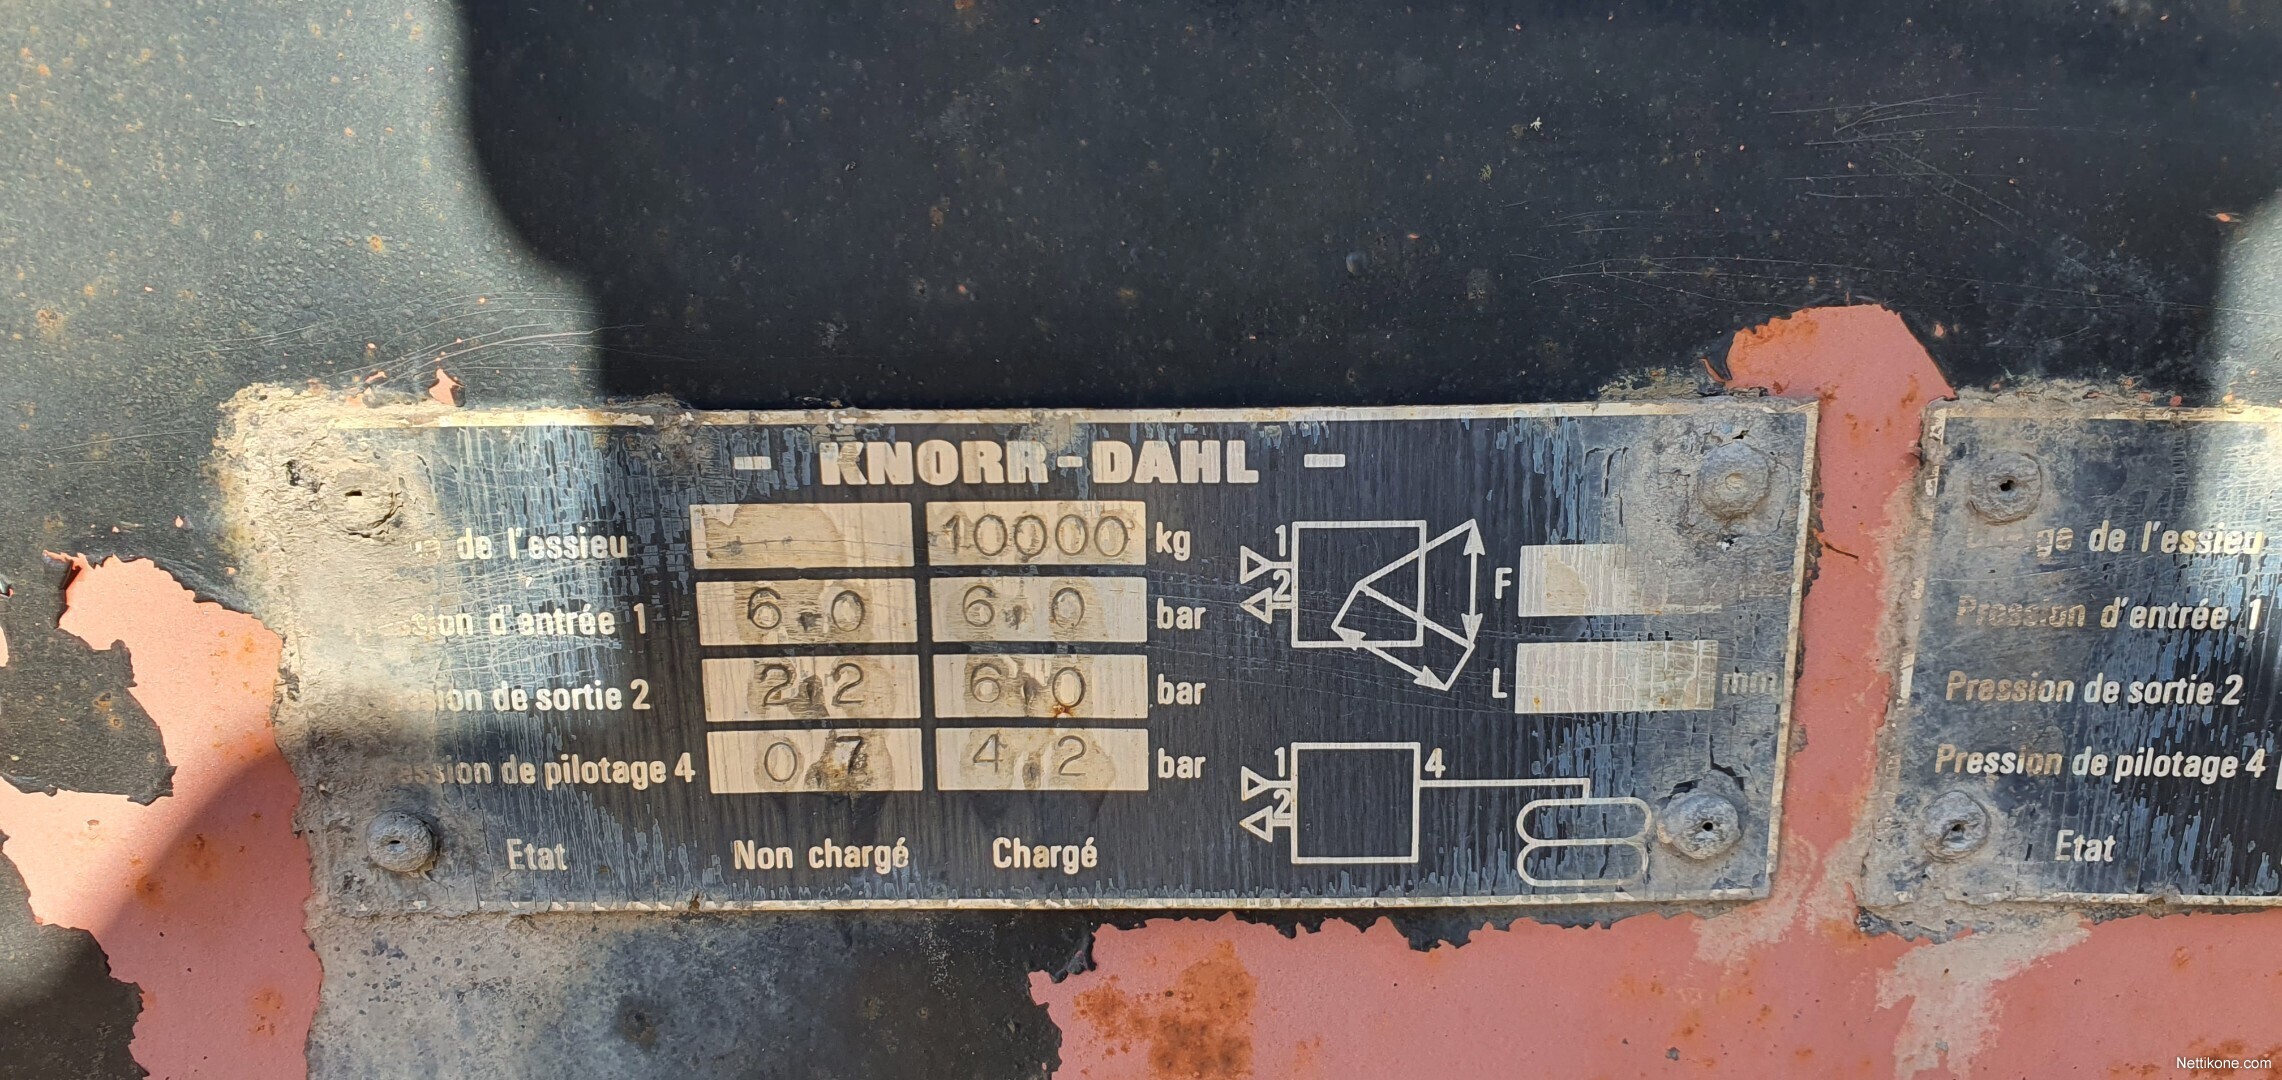 - KNORR-DAHL -
de l'essieu 10000 kg
d'entrée 1 6.0 6.0 bar
de sortie 2 2.2 6.0 bar
de pilotage 4 0.7 4.2 bar
Etat Non chargé Chargé
1
2
F
L mm
1 4
2
de l'essieu
Pression d'entrée 1
Pression de sortie 2
Pression de pilotage 4
Etat
Nettikone.com